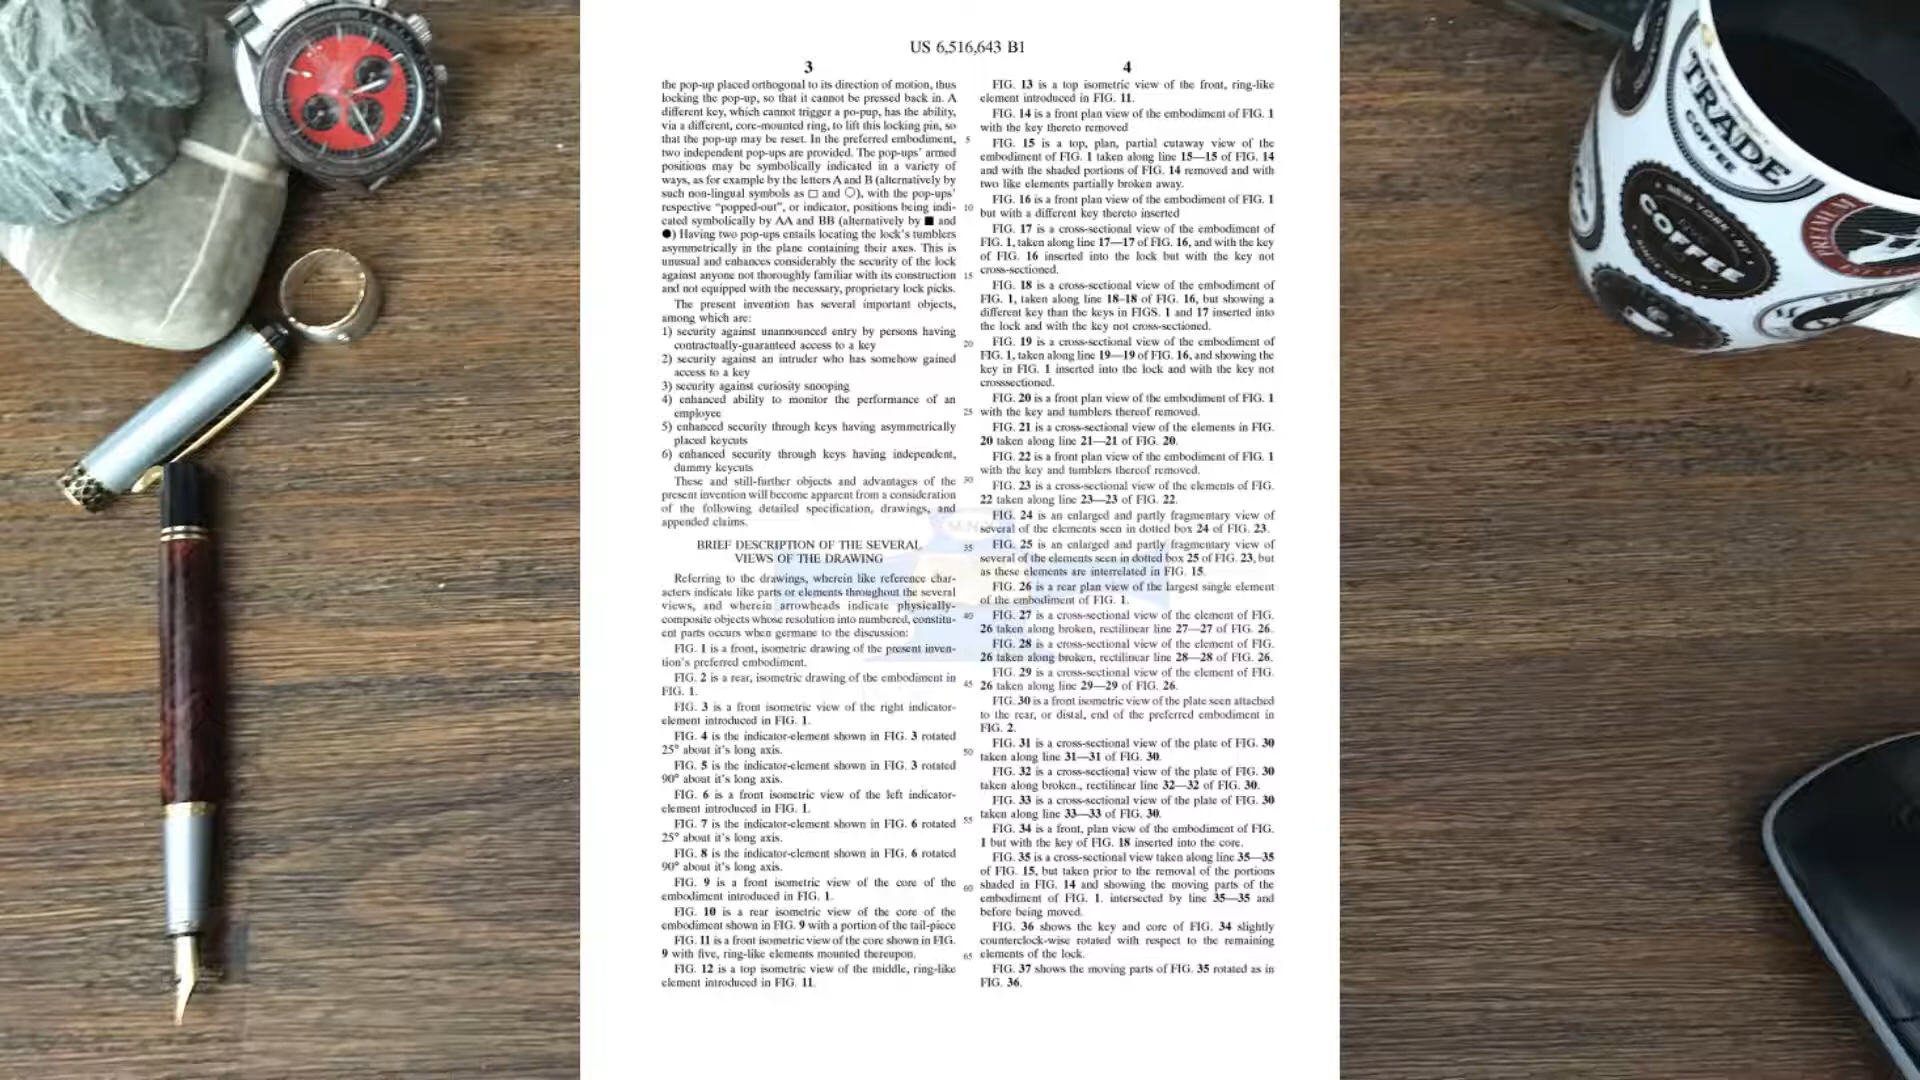 US 6,516,643 B1
3
the pop-up placed orthogonal to its direction of motion, thus
locking the pop-up, so that it cannot be pressed back in. A
different key, which cannot trigger a po-pup, has the ability,
via a different, core-mounted ring, to lift this locking pin, so
that the pop-up may be reset. In the preferred embodiment,
two independent pop-ups are provided. The pop-ups' armed
positions may be symbolically indicated in a variety of
ways, as for example by the letters A and B (alternatively by
such non-lingual symbols as □ and ○), with the pop-ups'
respective “popped-out”, or indicator, positions being indi-
cated symbolically by AA and BB (alternatively by ■ and
●) Having two pop-ups entails locating the lock's tumblers
asymmetrically in the plane containing their axes. This is
unusual and enhances considerably the security of the lock
against anyone not thoroughly familiar with its construction
and not equipped with the necessary, proprietary lock picks.
The present invention has several important objects,
among which are:
1) security against unannounced entry by persons having
contractually-guaranteed access to a key
2) security against an intruder who has somehow gained
access to a key
3) security against curiosity snooping
4) enhanced ability to monitor the performance of an
employee
5) enhanced security through keys having asymmetrically
placed keycuts
6) enhanced security through keys having independent,
dummy keycuts
These and still-further objects and advantages of the
present invention will become apparent from a consideration
of the following detailed specification, drawings, and
appended claims.
BRIEF DESCRIPTION OF THE SEVERAL
VIEWS OF THE DRAWING
Referring to the drawings, wherein like reference char-
acters indicate like parts or elements throughout the several
views, and wherein arrowheads indicate physically-
composite objects whose resolution into numbered, constitu-
ent parts occurs when germane to the discussion:
FIG. 1 is a front, isometric drawing of the present inven-
tion's preferred embodiment.
FIG. 2 is a rear, isometric drawing of the embodiment in
FIG. 1.
FIG. 3 is a front isometric view of the right indicator-
element introduced in FIG. 1.
FIG. 4 is the indicator-element shown in FIG. 3 rotated
25° about it's long axis.
FIG. 5 is the indicator-element shown in FIG. 3 rotated
90° about it's long axis.
FIG. 6 is a front isometric view of the left indicator-
element introduced in FIG. 1.
FIG. 7 is the indicator-element shown in FIG. 6 rotated
25° about it's long axis.
FIG. 8 is the indicator-element shown in FIG. 6 rotated
90° about it's long axis.
FIG. 9 is a front isometric view of the core of the
embodiment introduced in FIG. 1.
FIG. 10 is a rear isometric view of the core of the
embodiment shown in FIG. 9 with a portion of the tail-piece
FIG. 11 is a front isometric view of the core shown in FIG.
9 with five, ring-like elements mounted thereupon.
FIG. 12 is a top isometric view of the middle, ring-like
element introduced in FIG. 11.
5
10
15
20
25
30
35
40
45
50
55
60
65
4
FIG. 13 is a top isometric view of the front, ring-like
element introduced in FIG. 11.
FIG. 14 is a front plan view of the embodiment of FIG. 1
with the key thereto removed
FIG. 15 is a top, plan, partial cutaway view of the
embodiment of FIG. 1 taken along line 15—15 of FIG. 14
and with the shaded portions of FIG. 14 removed and with
two like elements partially broken away.
FIG. 16 is a front plan view of the embodiment of FIG. 1
but with a different key thereto inserted
FIG. 17 is a cross-sectional view of the embodiment of
FIG. 1, taken along line 17—17 of FIG. 16, and with the key
of FIG. 16 inserted into the lock but with the key not
cross-sectioned.
FIG. 18 is a cross-sectional view of the embodiment of
FIG. 1, taken along line 18-18 of FIG. 16, but showing a
different key than the keys in FIGS. 1 and 17 inserted into
the lock and with the key not cross-sectioned.
FIG. 19 is a cross-sectional view of the embodiment of
FIG. 1, taken along line 19—19 of FIG. 16, and showing the
key in FIG. 1 inserted into the lock and with the key not
crosssectioned.
FIG. 20 is a front plan view of the embodiment of FIG. 1
with the key and tumblers thereof removed.
FIG. 21 is a cross-sectional view of the elements in FIG.
20 taken along line 21—21 of FIG. 20.
FIG. 22 is a front plan view of the embodiment of FIG. 1
with the key and tumblers thereof removed.
FIG. 23 is a cross-sectional view of the elements of FIG.
22 taken along line 23—23 of FIG. 22.
FIG. 24 is an enlarged and partly fragmentary view of
several of the elements seen in dotted box 24 of FIG. 23.
FIG. 25 is an enlarged and partly fragmentary view of
several of the elements seen in dotted box 25 of FIG. 23, but
as these elements are interrelated in FIG. 15.
FIG. 26 is a rear plan view of the largest single element
of the embodiment of FIG. 1.
FIG. 27 is a cross-sectional view of the element of FIG.
26 taken along broken, rectilinear line 27—27 of FIG. 26.
FIG. 28 is a cross-sectional view of the element of FIG.
26 taken along broken, rectilinear line 28—28 of FIG. 26.
FIG. 29 is a cross-sectional view of the element of FIG.
26 taken along line 29—29 of FIG. 26.
FIG. 30 is a front isometric view of the plate seen attached
to the rear, or distal, end of the preferred embodiment in
FIG. 2.
FIG. 31 is a cross-sectional view of the plate of FIG. 30
taken along line 31—31 of FIG. 30.
FIG. 32 is a cross-sectional view of the plate of FIG. 30
taken along broken., rectilinear line 32—32 of FIG. 30.
FIG. 33 is a cross-sectional view of the plate of FIG. 30
taken along line 33—33 of FIG. 30.
FIG. 34 is a front, plan view of the embodiment of FIG.
1 but with the key of FIG. 18 inserted into the core.
FIG. 35 is a cross-sectional view taken along line 35—35
of FIG. 15, but taken prior to the removal of the portions
shaded in FIG. 14 and showing the moving parts of the
embodiment of FIG. 1. intersected by line 35—35 and
before being moved.
FIG. 36 shows the key and core of FIG. 34 slightly
counterclock-wise rotated with respect to the remaining
elements of the lock.
FIG. 37 shows the moving parts of FIG. 35 rotated as in
FIG. 36.
TRADE
COFFEE
NEW YORK
COFFEE
PREMIUM